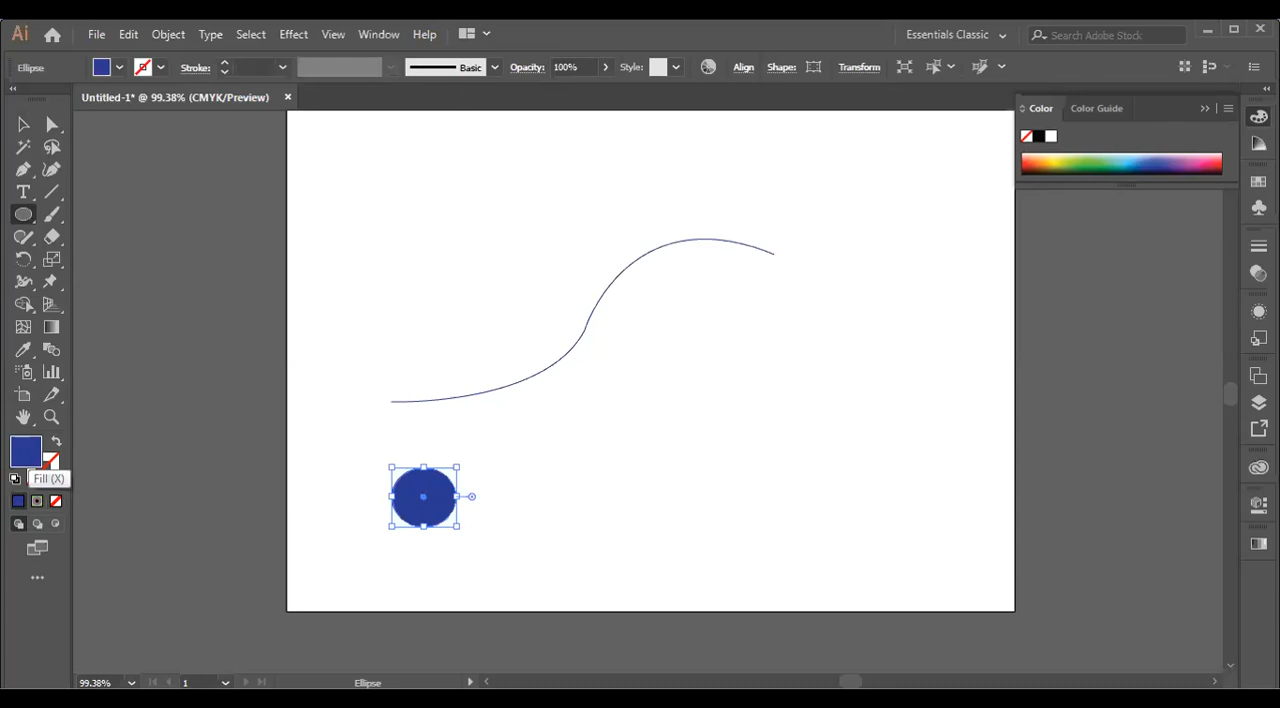 Ai File Edit Object Type Select Effect View Window Help Essentials Classic Search Adobe Stock
Ellipse Stroke: Basic Opacity: 100% Style: Align Shape: Transform
Untitled-1* @ 99.38% (CMYK/Preview)
Color Color Guide
T
Fill (X)
99.38% 1 Ellipse